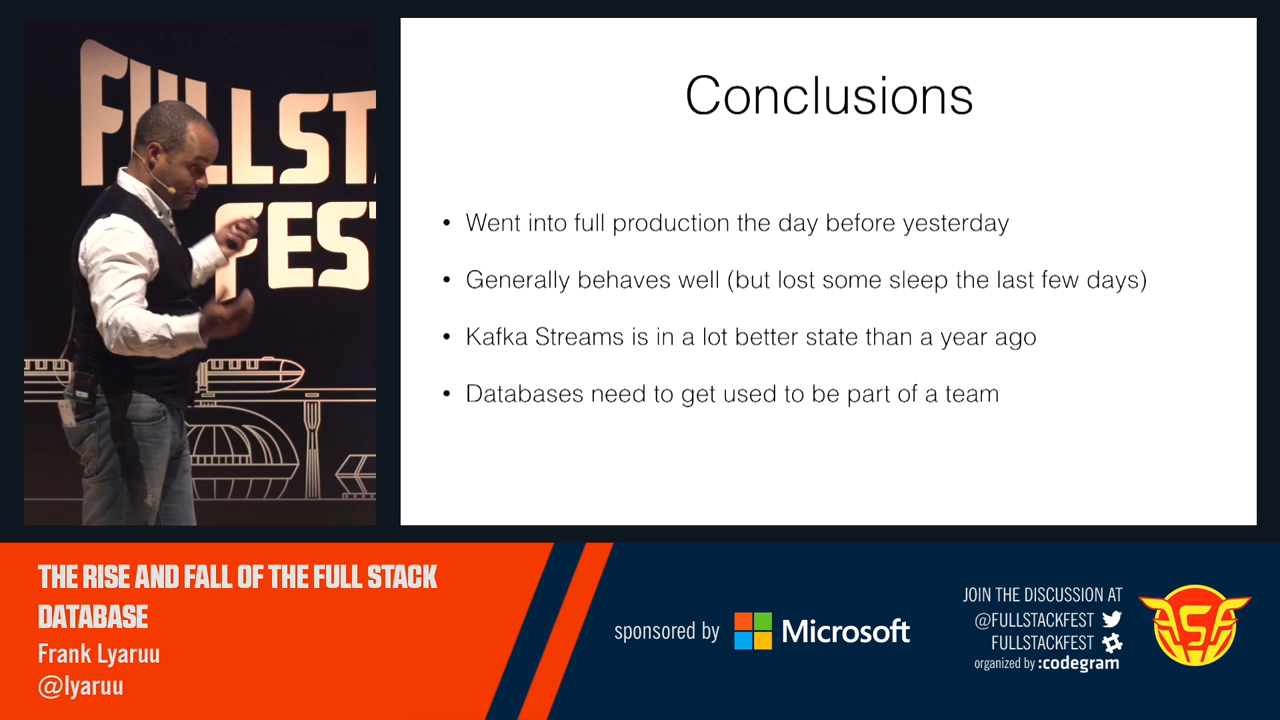 FULLST
FEST
Conclusions
• Went into full production the day before yesterday
• Generally behaves well (but lost some sleep the last few days)
• Kafka Streams is in a lot better state than a year ago
• Databases need to get used to be part of a team
THE RISE AND FALL OF THE FULL STACK
DATABASE
Frank Lyaruu
@lyaruu
sponsored by
Microsoft
JOIN THE DISCUSSION AT
@FULLSTACKFEST
FULLSTACKFEST
organized by :codegram
FSF